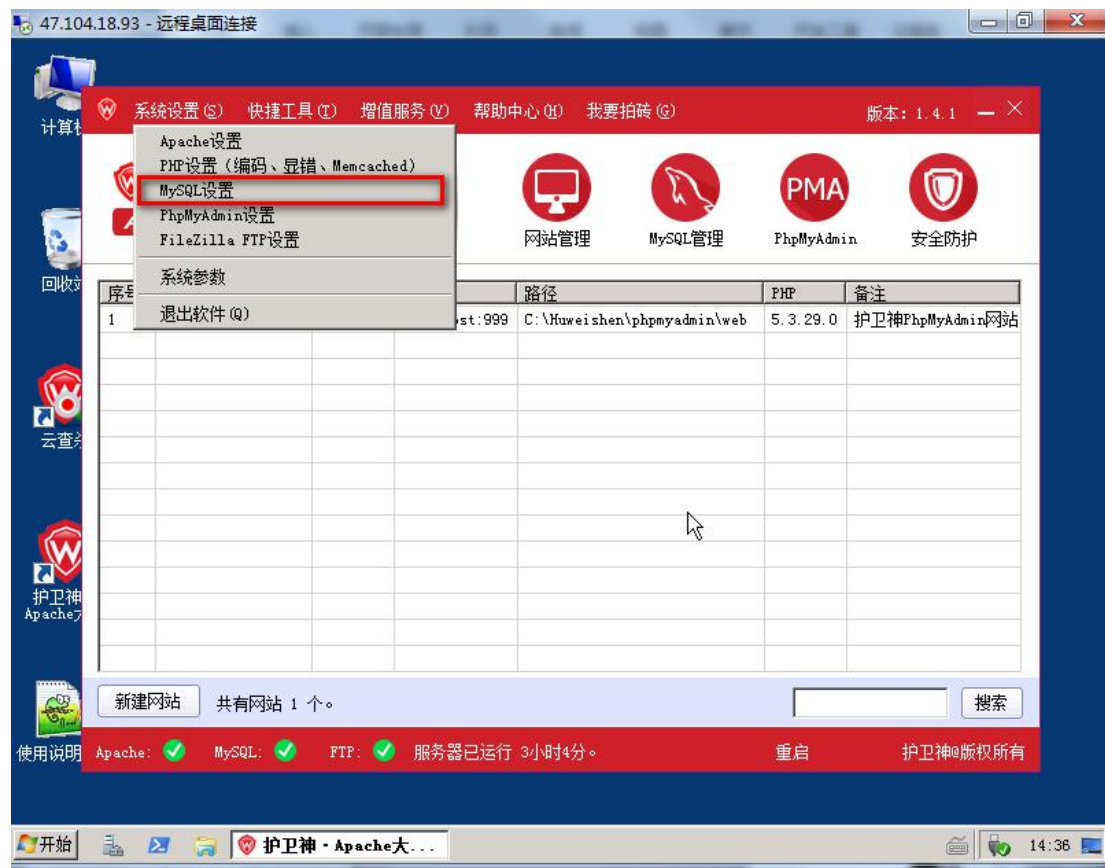 47.104.18.93 - 远程桌面连接
计算机
回收站
云查杀
护卫神
Apache大
使用说明
系统设置(S) 快捷工具(T) 增值服务(V) 帮助中心(H) 我要拍砖(G) 版本: 1.4.1
Apache设置
PHP设置（编码、显错、Memcached）
MySQL设置
PhpMyAdmin设置
FileZilla FTP设置
系统参数
退出软件(Q)
网站管理
MySQL管理
PMA
PhpMyAdmin
安全防护
序号 路径 PHP 备注
1 st:999 C:\Huweishen\phpmyadmin\web 5.3.29.0 护卫神PhpMyAdmin网站
新建网站 共有网站 1 个。 搜索
Apache: MySQL: FTP: 服务器已运行 3小时4分。 重启 护卫神@版权所有
开始 护卫神·Apache大... 14:36